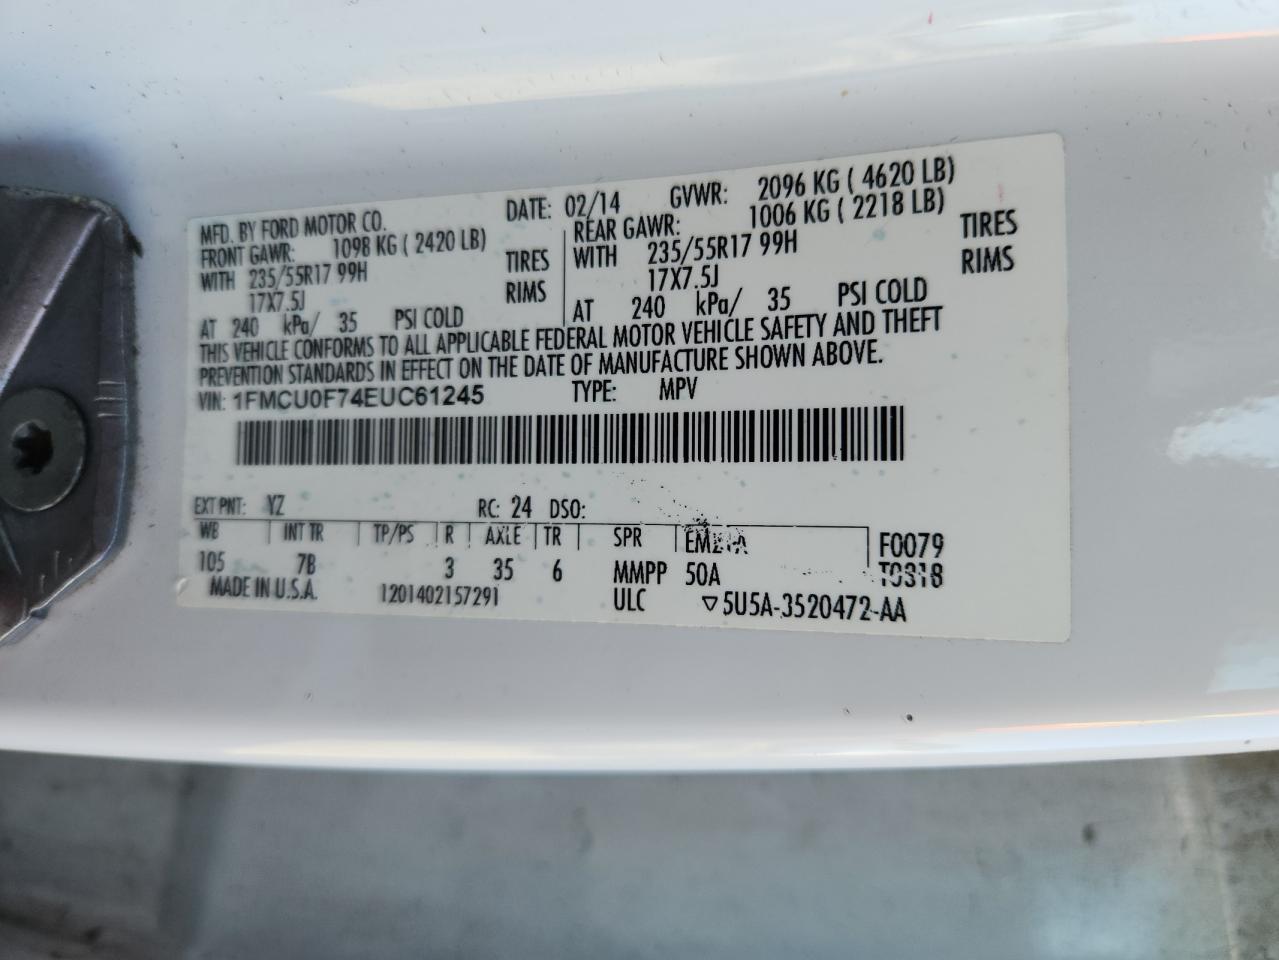 MFD. BY FORD MOTOR CO. DATE: 02/14 GVWR: 2096 KG ( 4620 LB)
FRONT GAWR: 1098 KG ( 2420 LB) REAR GAWR: 1006 KG ( 2218 LB)
WITH 235/55R17 99H TIRES WITH 235/55R17 99H TIRES
17X7.5J RIMS 17X7.5J RIMS
AT 240 kPa/ 35 PSI COLD AT 240 kPa/ 35 PSI COLD
THIS VEHICLE CONFORMS TO ALL APPLICABLE FEDERAL MOTOR VEHICLE SAFETY AND THEFT
PREVENTION STANDARDS IN EFFECT ON THE DATE OF MANUFACTURE SHOWN ABOVE.
VIN: 1FMCU0F74EUC61245 TYPE: MPV
EXT PNT: YZ RC: 24 DSO:
WB INT TR TP/PS R AXLE TR SPR F0079
105 7B 3 35 6 MMPP 50A T0318
MADE IN U.S.A. 1201402157291 ULC ▽5U5A-3520472-AA